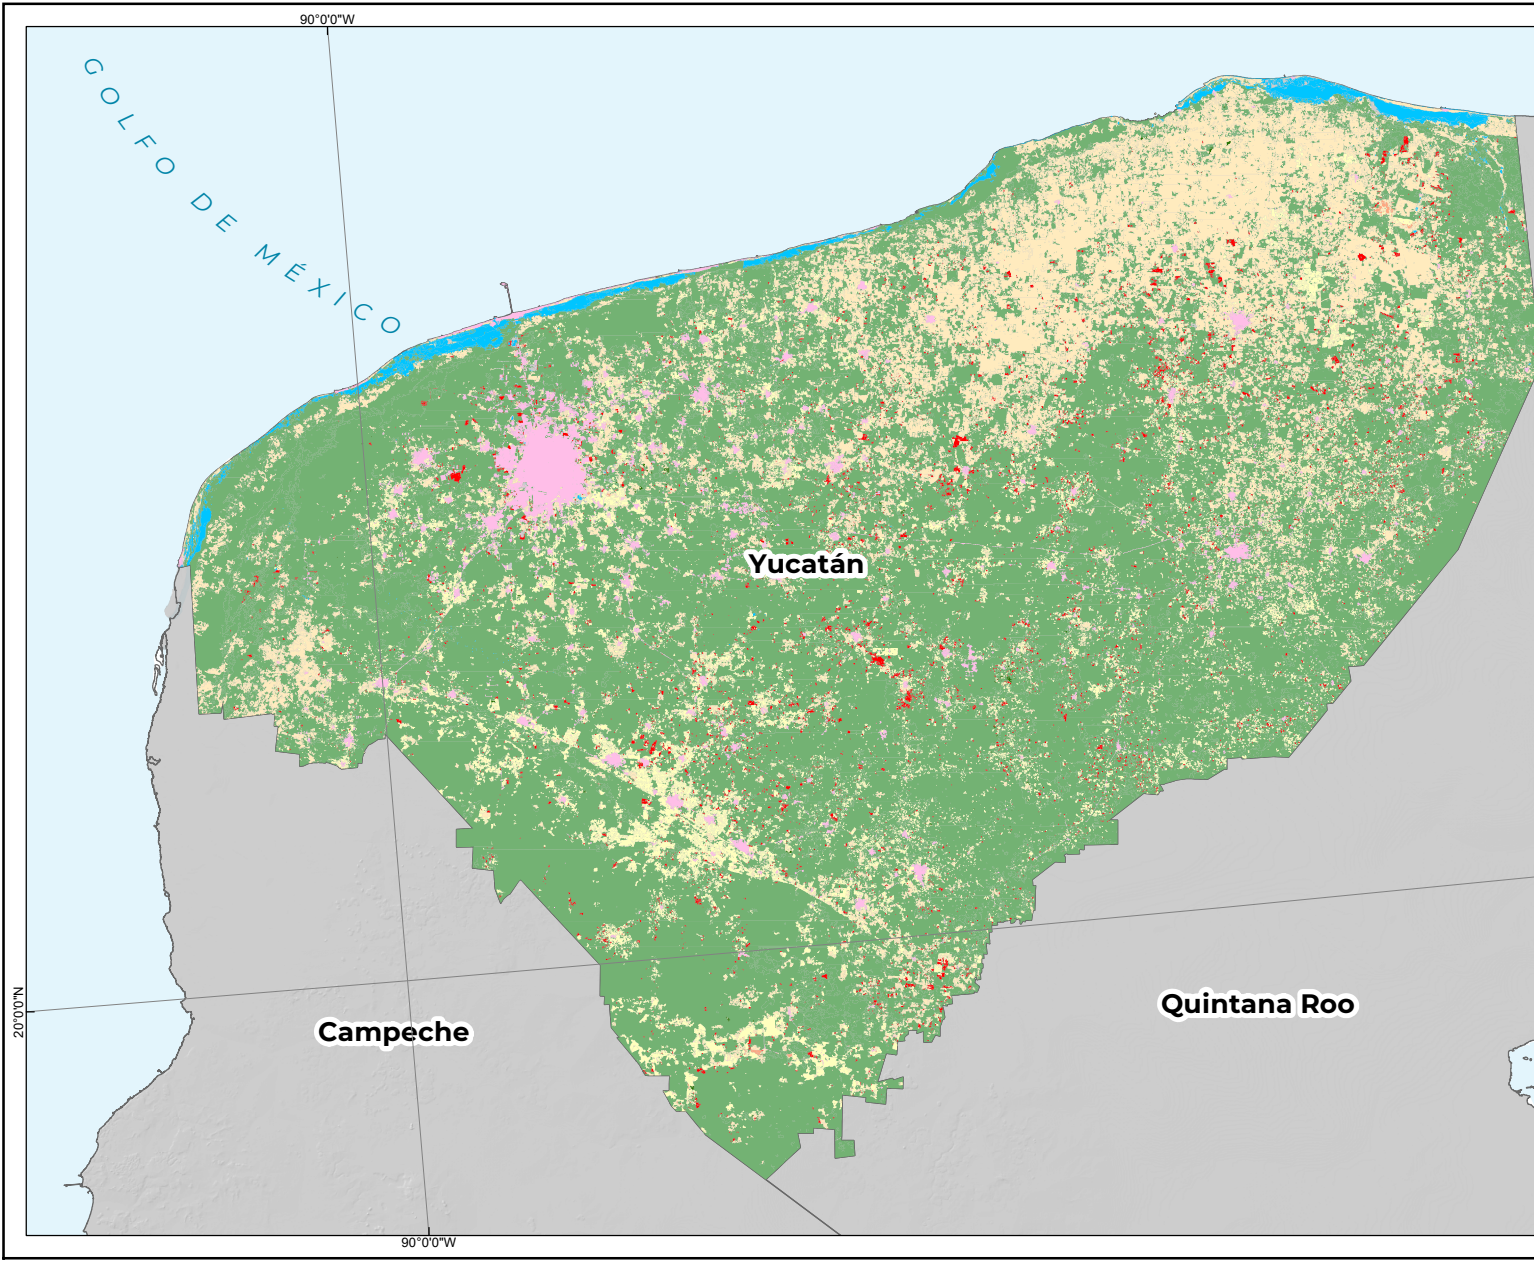 90°0'0"W
GOLFO DE MÉXICO
Yucatán
Quintana Roo
20°0'0"N
Campeche
90°0'0"W